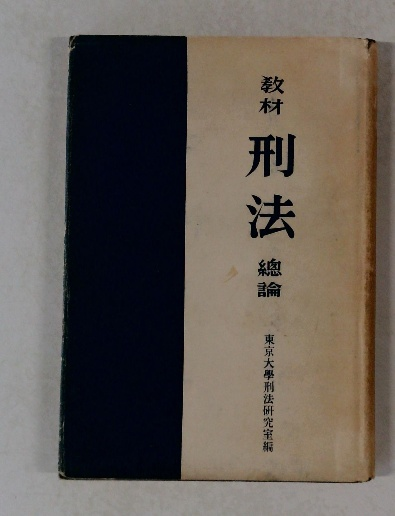 教材
刑法
總論
東京大學刑法研究室編